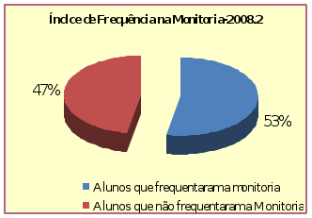 Índice de Frequência na Monitoria-2008.2
47%
53%
Alunos que frequentaram a monitoria
Alunos que não frequentaram a Monitoria